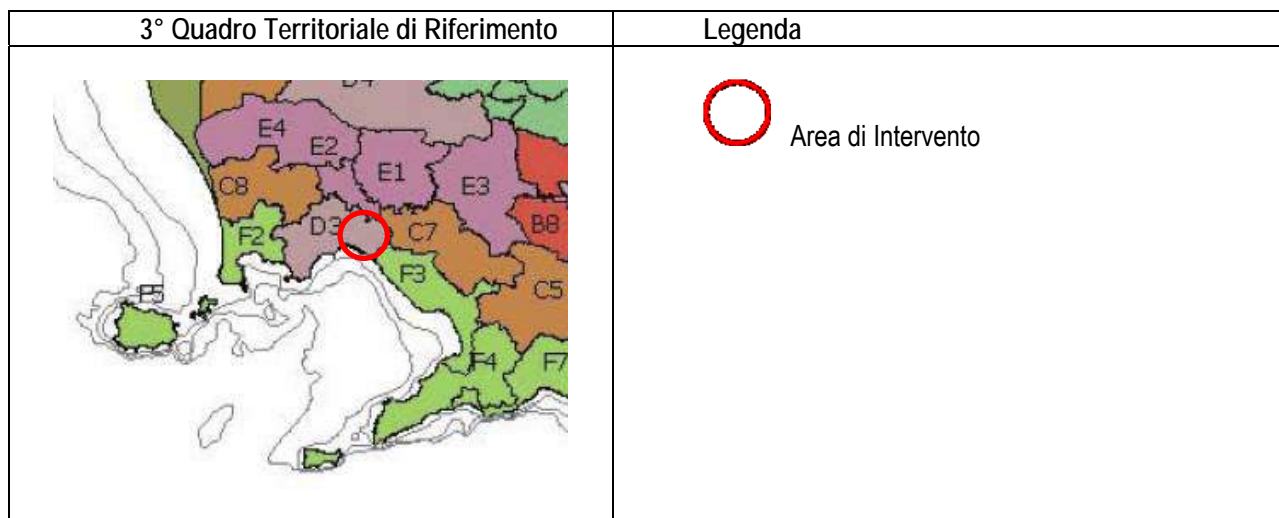 3° Quadro Territoriale di Riferimento
Legenda
D4
E4
E2
E1
E3
C8
F2
D3
C7
B8
F3
C5
F5
F4
F7
Area di Intervento